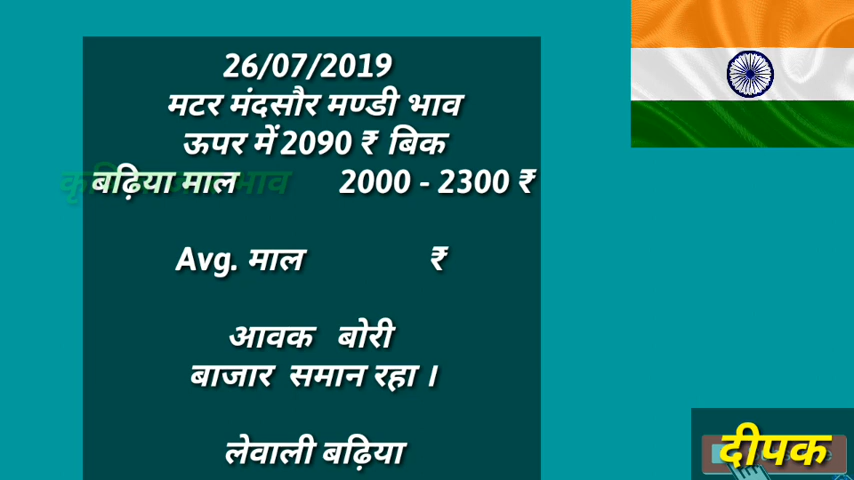 26/07/2019
मटर मंदसौर मण्डी भाव
ऊपर में 2090 ₹ बिक
बढ़िया माल 2000 - 2300 ₹
Avg. माल ₹
आवक बोरी
बाजार समान रहा ।
लेवाली बढ़िया
दीपक